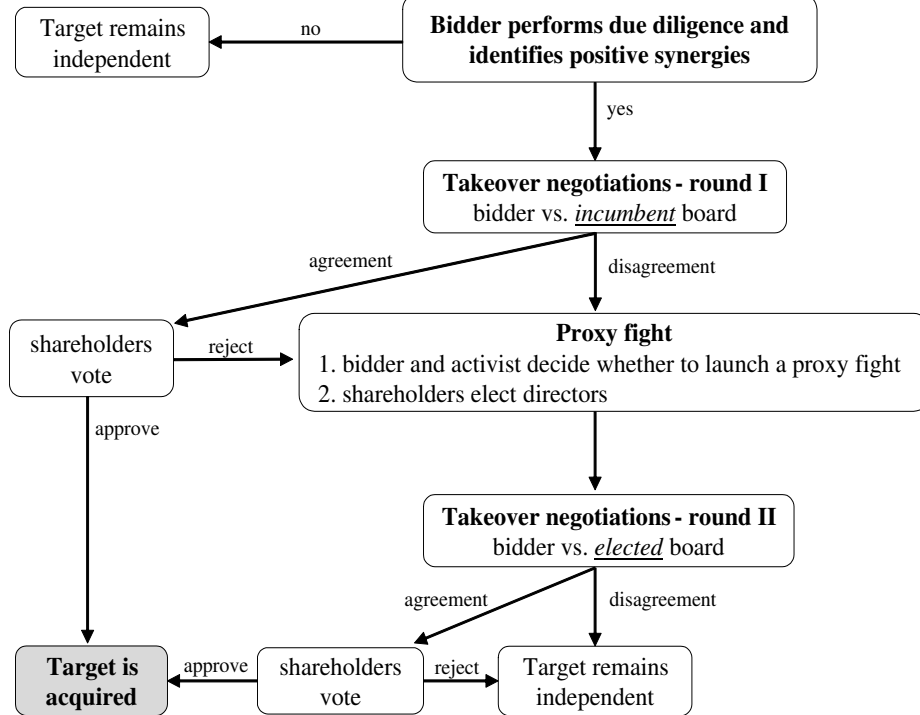 Target remains
independent
no
Bidder performs due diligence and
identifies positive synergies
yes
Takeover negotiations - round I
bidder vs. incumbent board
agreement
disagreement
shareholders
vote
reject
Proxy fight
1. bidder and activist decide whether to launch a proxy fight
2. shareholders elect directors
approve
Takeover negotiations - round II
bidder vs. elected board
agreement
disagreement
Target is
acquired
approve
shareholders
vote
reject
Target remains
independent